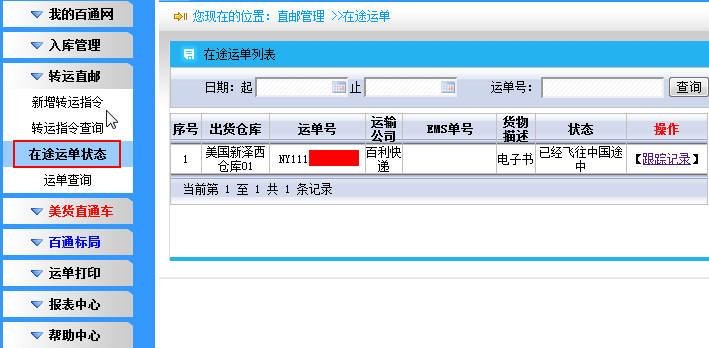 我的百通网
入库管理
转运直邮
新增转运指令
转运指令查询
在途运单状态
运单查询
美货直通车
百通标局
运单打印
报表中心
帮助中心
您现在的位置：直邮管理 >>在途运单
在途运单列表
日期：起 止 运单号： 查询
序号 出货仓库 运单号 运输公司 EMS单号 货物描述 状态 操作
1 美国新泽西仓库01 NY111 百利快递 电子书 已经飞往中国途中 【跟踪记录】
当前第 1 至 1 共 1 条记录